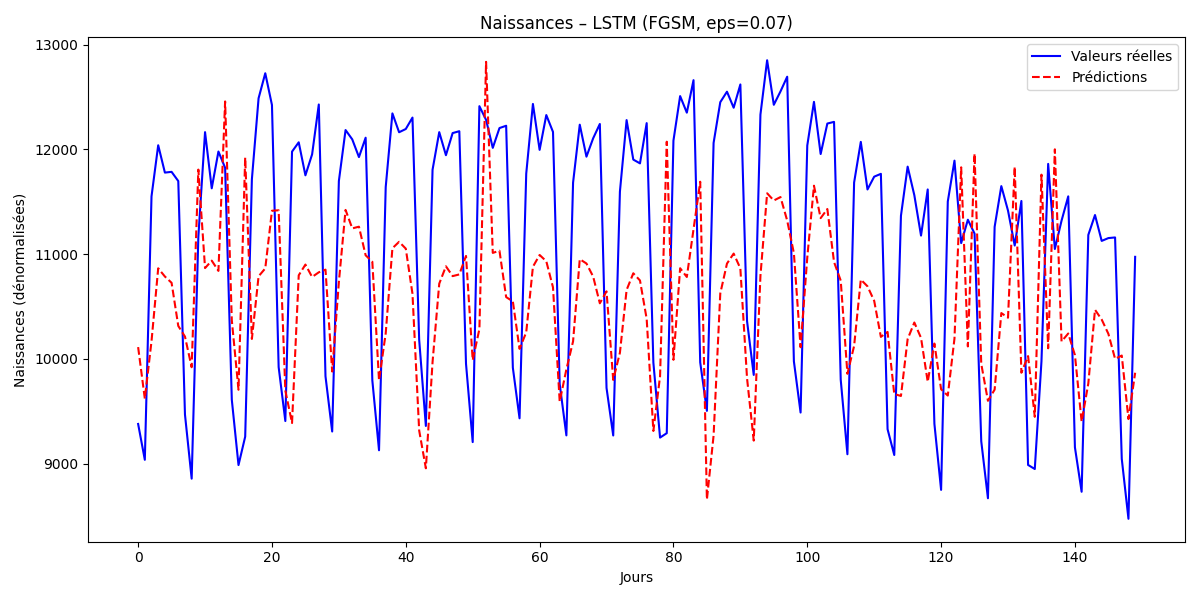 Naissances – LSTM (FGSM, eps=0.07)
Valeurs réelles
Prédictions
Naissances (dénormalisées)
13000
12000
11000
10000
9000
0 20 40 60 80 100 120 140
Jours